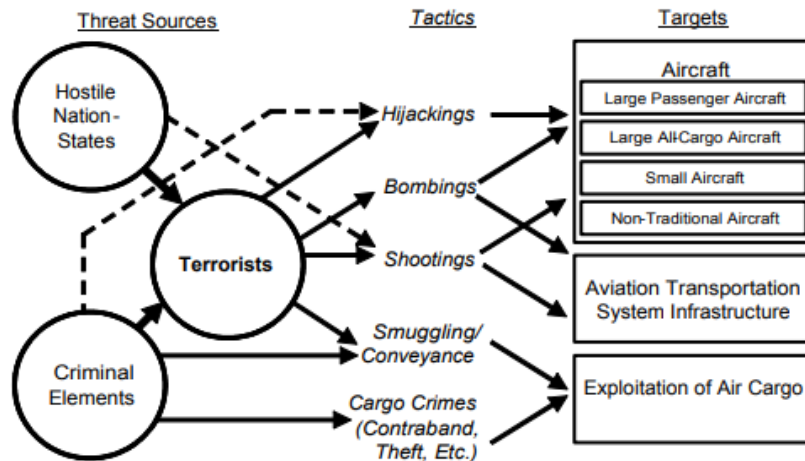 Threat Sources
Tactics
Targets
Hostile
Nation-
States
Terrorists
Criminal
Elements
Hijackings
Bombings
Shootings
Smuggling/
Conveyance
Cargo Crimes
(Contraband,
Theft, Etc.)
Aircraft
Large Passenger Aircraft
Large All-Cargo Aircraft
Small Aircraft
Non-Traditional Aircraft
Aviation Transportation
System Infrastructure
Exploitation of Air Cargo